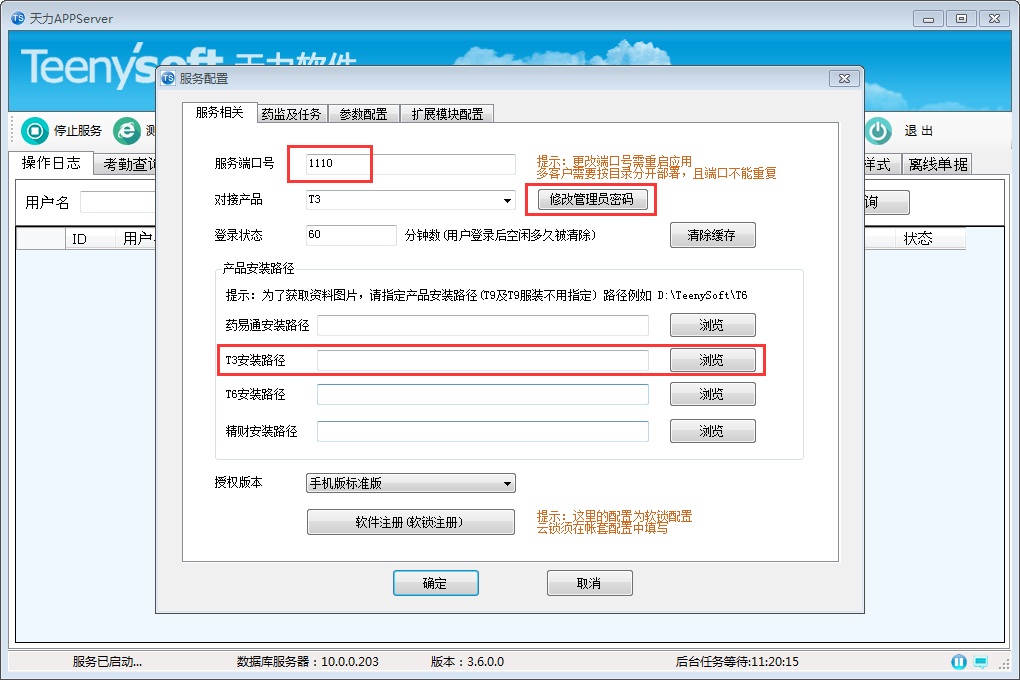 天力APPServer
Teeny'soft 天力软件
服务配置
停止服务
退 出
操作日志
考勤查询
离线单据
用户名
ID
用户
状态
服务相关
药监及任务
参数配置
扩展模块配置
服务端口号
1110
提示：更改端口号需重启应用
多客户需要按目录分开部署，且端口不能重复
对接产品
T3
修改管理员密码
登录状态
60
分钟数(用户登录后空闲多久被清除)
清除缓存
产品安装路径
提示：为了获取资料图片，请指定产品安装路径(T9及T9服装不用指定）路径例如 D:\TeenySoft\T6
药易通安装路径
浏览
T3安装路径
浏览
T6安装路径
浏览
精财安装路径
浏览
授权版本
手机版标准版
软件注册(软锁注册)
提示：这里的配置为软锁配置
云锁须在帐套配置中填写
确定
取消
服务已启动...
数据库服务器：10.0.0.203
版本：3.6.0.0
后台任务等待:11:20:15